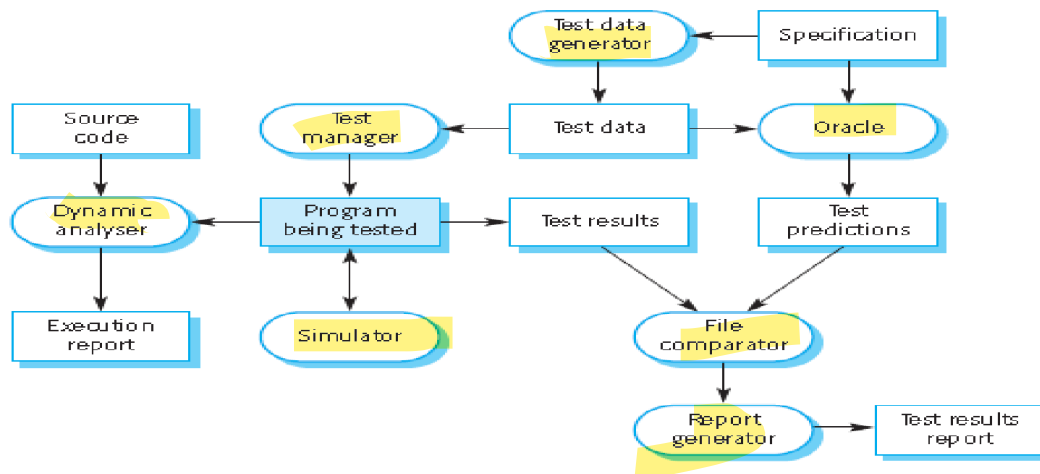 Test data
generator
Specification
Source
code
Test
manager
Test data
Oracle
Dynamic
analyser
Program
being tested
Test results
Test
predictions
Execution
report
Simulator
File
comparator
Report
generator
Test results
report